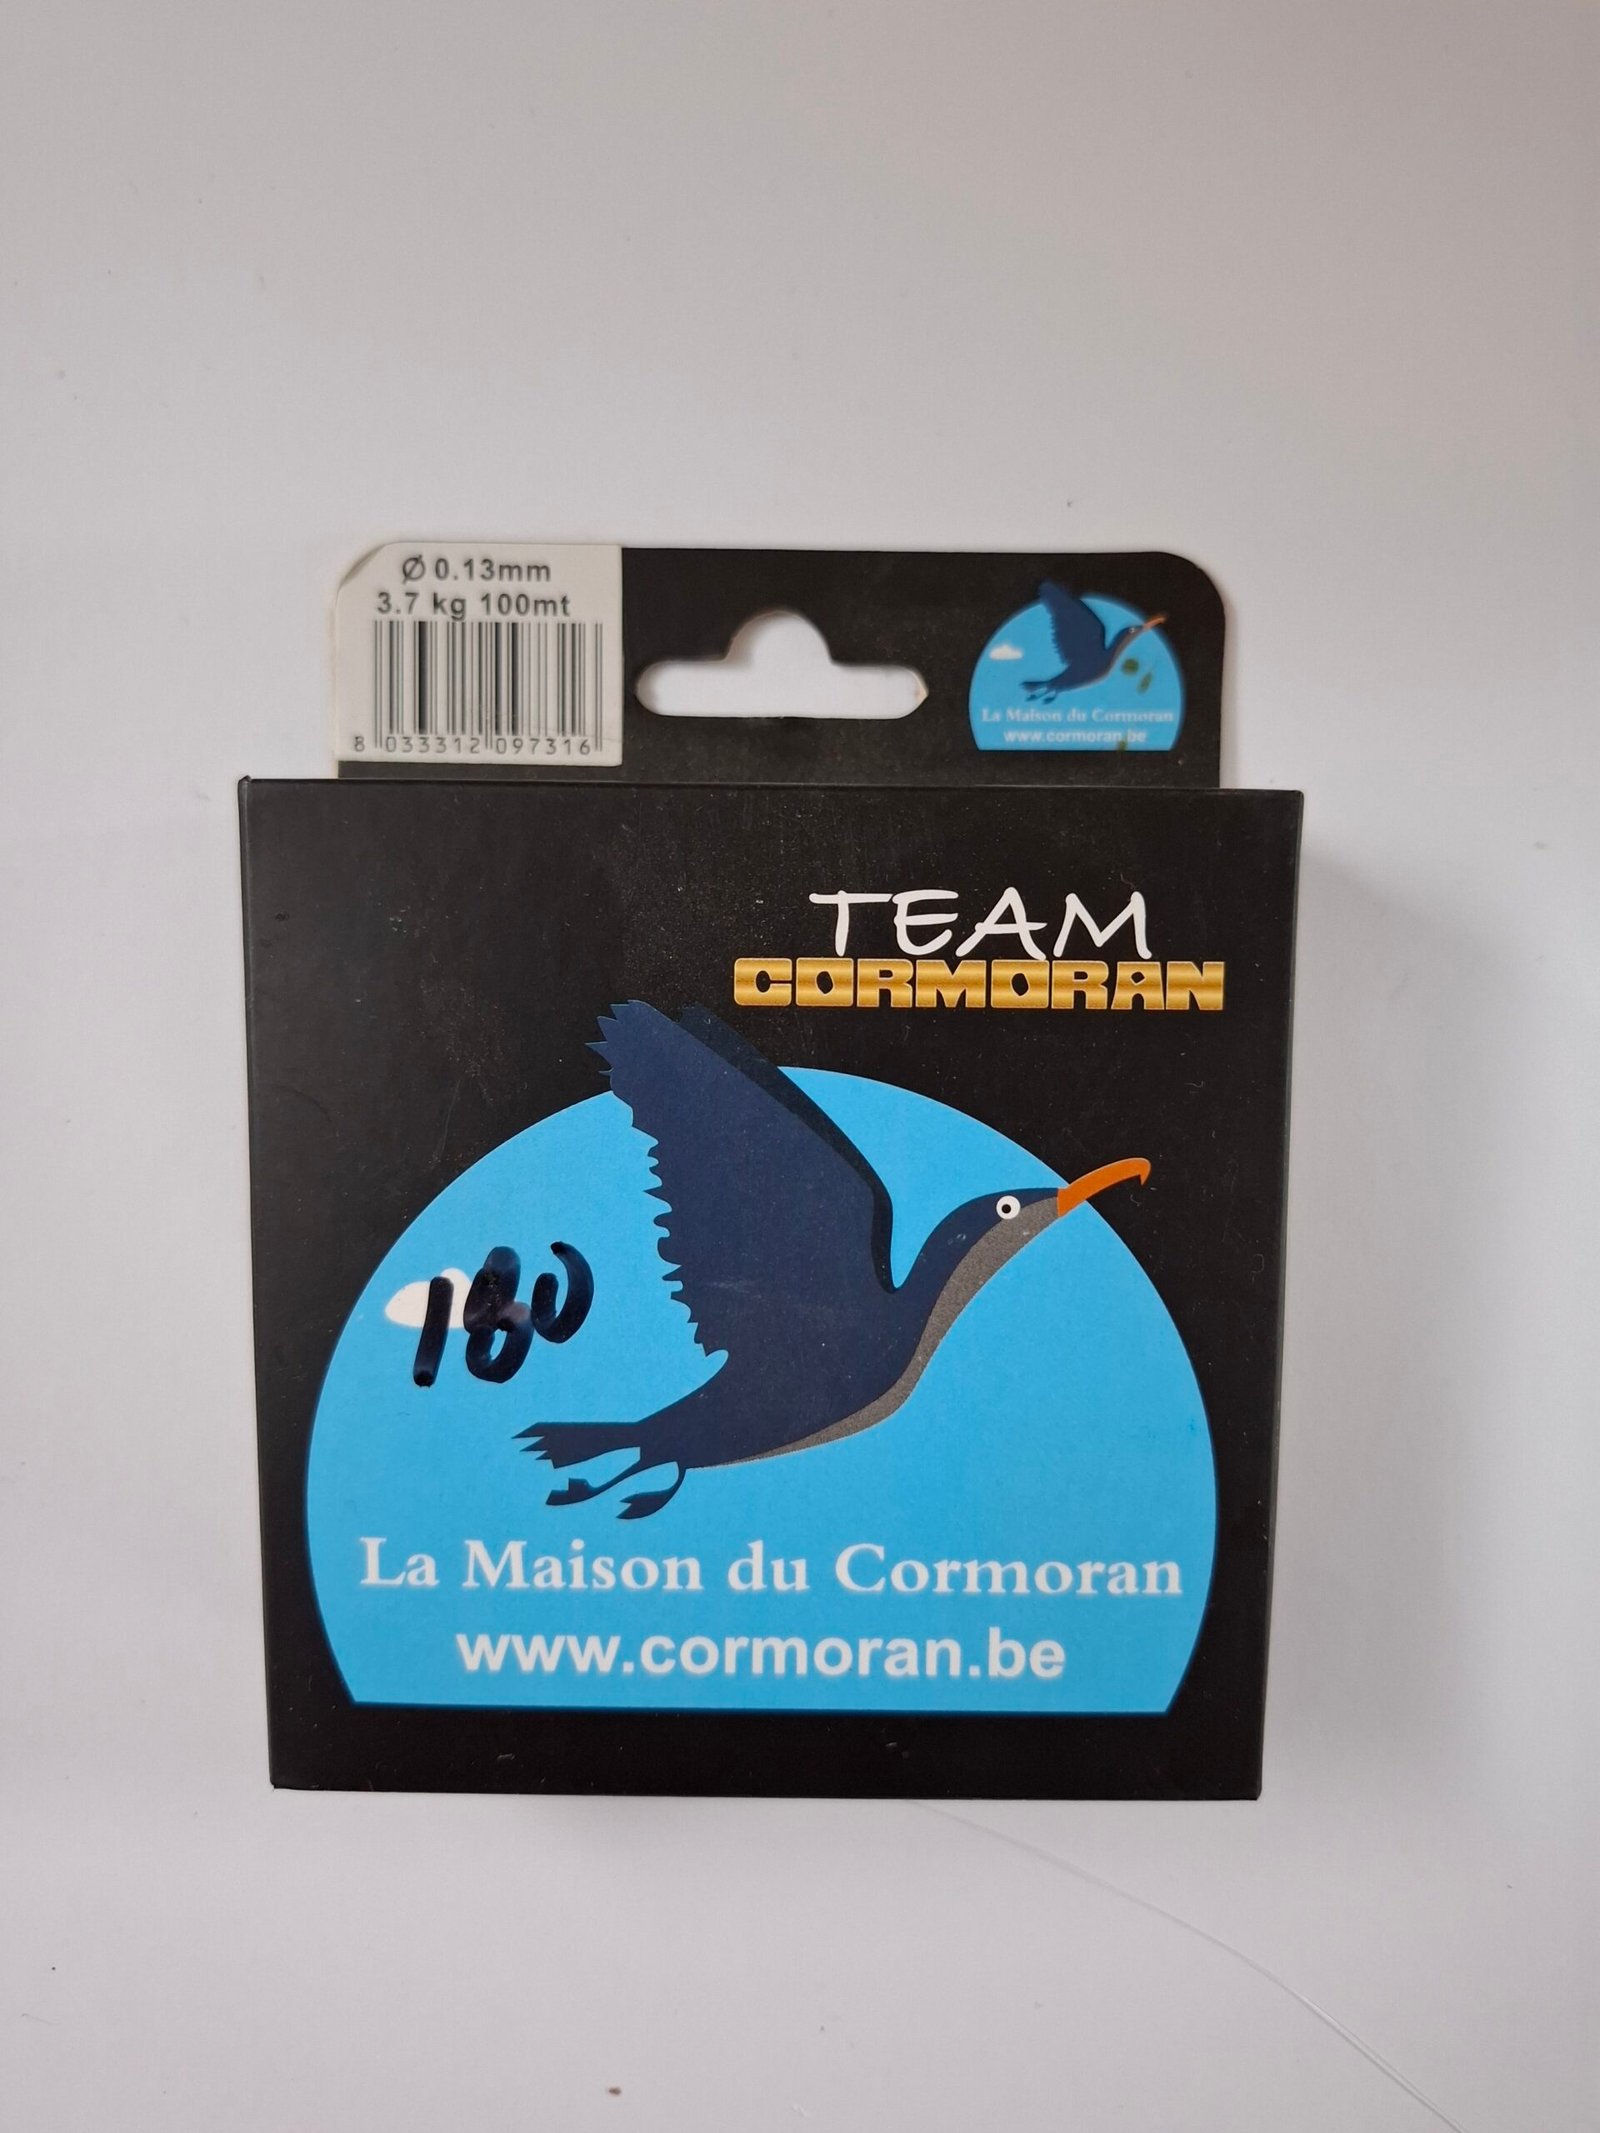 Ø 0.13mm
3.7 kg 100mt
8 033312 097316
La Maison du Cormoran
www.cormoran.be
TEAM
CORMORAN
180
La Maison du Cormoran
www.cormoran.be